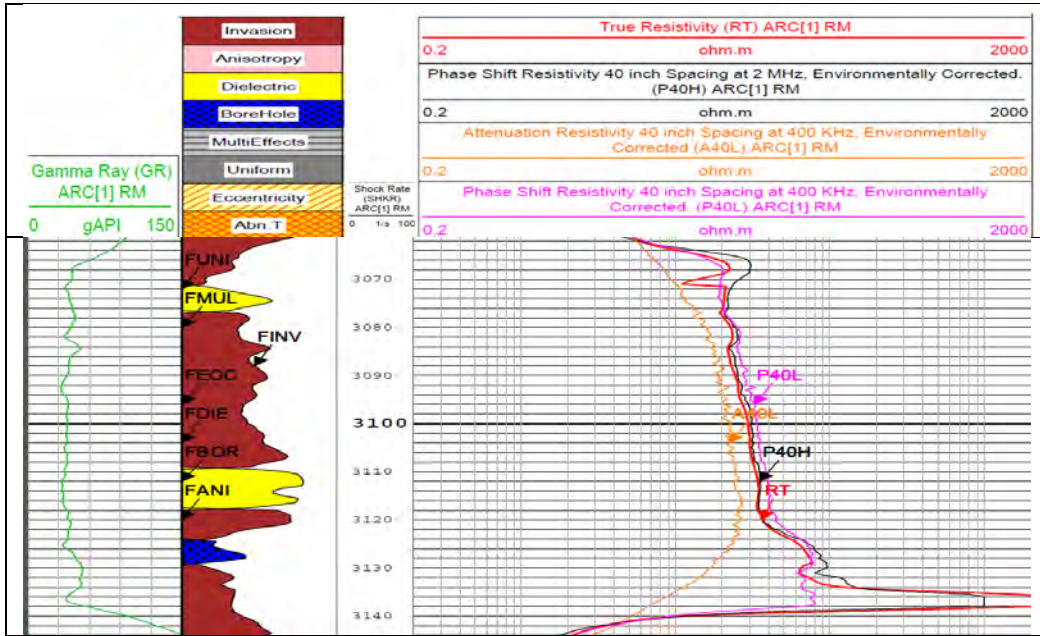 Invasion
Anisotropy
Dielectric
BoreHole
MultiEffects
Uniform
Eccentricity
Abn.T
Gamma Ray (GR)
ARC[1] RM
0 gAPI 150
Shock Rate
(SHKR)
ARC[1] RM
0 1/s 100
True Resistivity (RT) ARC[1] RM
0.2 ohm.m 2000
Phase Shift Resistivity 40 inch Spacing at 2 MHz, Environmentally Corrected.
(P40H) ARC[1] RM
0.2 ohm.m 2000
Attenuation Resistivity 40 inch Spacing at 400 KHz, Environmentally
Corrected (A40L) ARC[1] RM
0.2 ohm.m 2000
Phase Shift Resistivity 40 inch Spacing at 400 KHz, Environmentally
Corrected. (P40L) ARC[1] RM
0.2 ohm.m 2000
FUNI
3070
FMUL
3080
FINV
3090
FECC
P40L
FDIE
A40L
3100
FBOR
P40H
3110
FANI
RT
3120
3130
3140